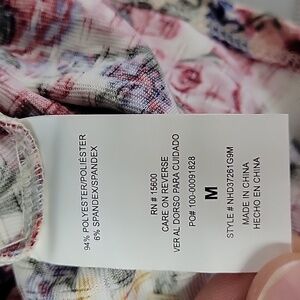 94% POLYESTER/POLIÉSTER
6% SPANDEX/SPANDEX
RN # 15600
CARE ON REVERSE
VER AL DORSO PARA CUIDADO
PO# 100-00091828
M
STYLE # NHD37261G9M
MADE IN CHINA
HECHO EN CHINA